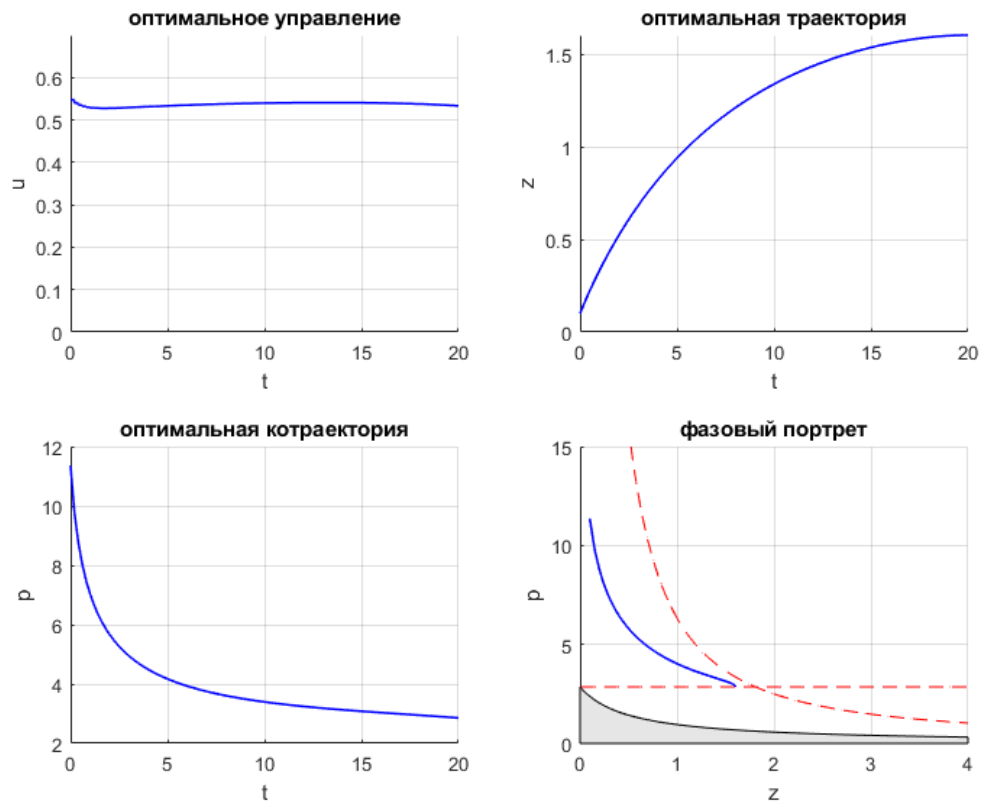 оптимальное управление
u
0.6
0.5
0.4
0.3
0.2
0.1
0
0 5 10 15 20
t
оптимальная траектория
z
1.5
1
0.5
0
0 5 10 15 20
t
оптимальная котраектория
p
12
10
8
6
4
2
0 5 10 15 20
t
фазовый портрет
p
15
10
5
0
0 1 2 3 4
z